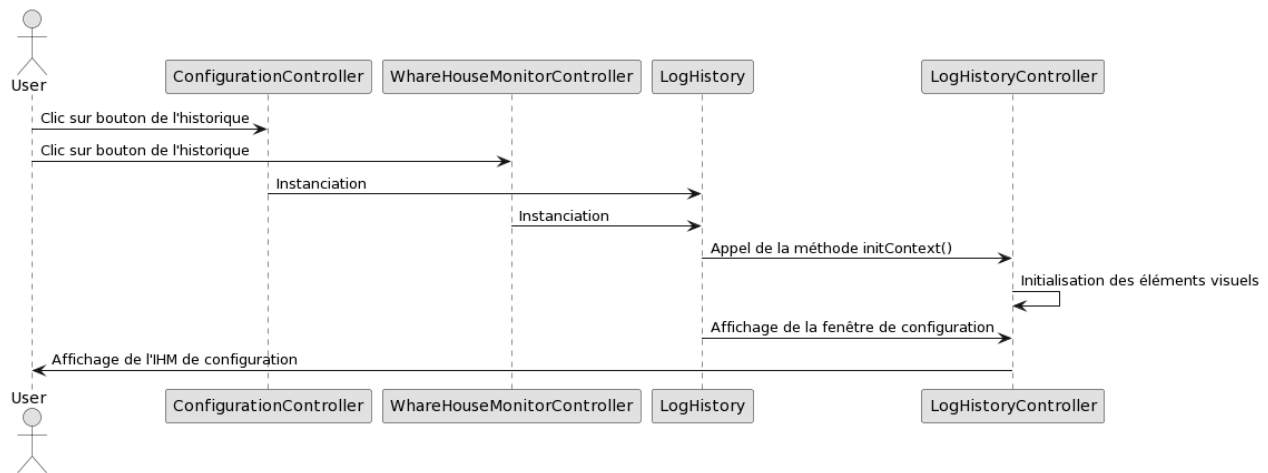 User
ConfigurationController
WhareHouseMonitorController
LogHistory
LogHistoryController
Clic sur bouton de l'historique
Clic sur bouton de l'historique
Instanciation
Instanciation
Appel de la méthode initContext()
Initialisation des éléments visuels
Affichage de la fenêtre de configuration
Affichage de l'IHM de configuration
User
ConfigurationController
WhareHouseMonitorController
LogHistory
LogHistoryController